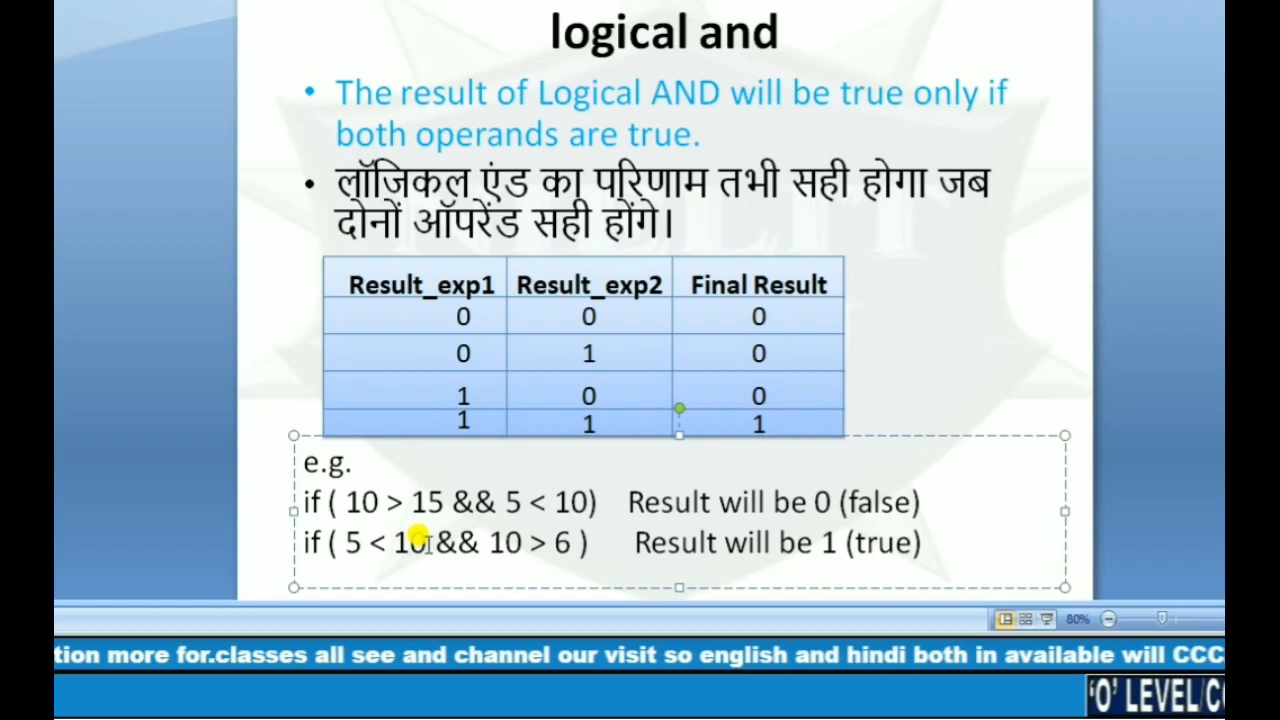 logical and
• The result of Logical AND will be true only if
both operands are true.
• लॉजिकल एंड का परिणाम तभी सही होगा जब
दोनों ऑपरेंड सही होंगे।
Result_exp1 Result_exp2 Final Result
0 0 0
0 1 0
1 0 0
1 1 1
e.g.
if ( 10 > 15 && 5 < 10) Result will be 0 (false)
if ( 5 < 10 && 10 > 6 ) Result will be 1 (true)
80%
tion more for.classes all see and channel our visit so english and hindi both in available will CCC
'O' LEVEL/C